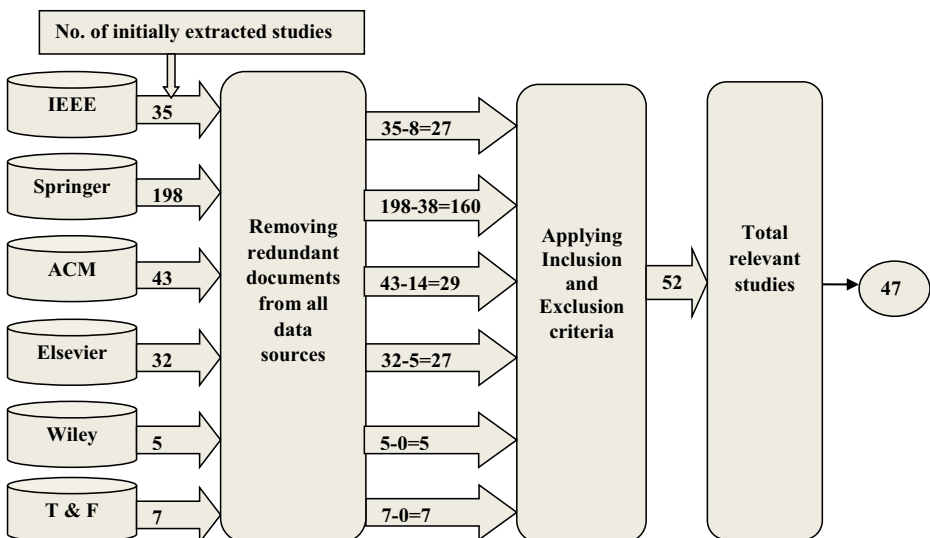 No. of initially extracted studies
IEEE
35
Springer
198
ACM
43
Elsevier
32
Wiley
5
T & F
7
Removing
redundant
documents
from all
data
sources
35-8=27
198-38=160
43-14=29
32-5=27
5-0=5
7-0=7
Applying
Inclusion
and
Exclusion
criteria
52
Total
relevant
studies
47